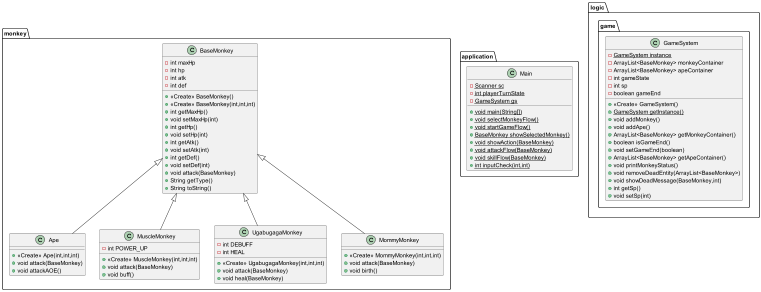 monkey
C BaseMonkey
int maxHp
int hp
int atk
int def
«Create» BaseMonkey()
«Create» BaseMonkey(int,int,int)
int getMaxHp()
void setMaxHp(int)
int getHp()
void setHp(int)
int getAtk()
void setAtk(int)
int getDef()
void setDef(int)
void attack(BaseMonkey)
String getType()
String toString()
C Ape
«Create» Ape(int,int,int)
void attack(BaseMonkey)
void attackAOE()
C MuscleMonkey
int POWER_UP
«Create» MuscleMonkey(int,int,int)
void attack(BaseMonkey)
void buff()
C UgabugagaMonkey
int DEBUFF
int HEAL
«Create» UgabugagaMonkey(int,int,int)
void attack(BaseMonkey)
void heal(BaseMonkey)
C MommyMonkey
«Create» MommyMonkey(int,int,int)
void attack(BaseMonkey)
void birth()
application
C Main
Scanner sc
int playerTurnState
GameSystem gs
void main(String[])
void selectMonkeyFlow()
void startGameFlow()
BaseMonkey showSelectedMonkey()
void showAction(BaseMonkey)
void attackFlow(BaseMonkey)
void skillFlow(BaseMonkey)
int inputCheck(int,int)
logic
game
C GameSystem
GameSystem instance
ArrayList<BaseMonkey> monkeyContainer
ArrayList<BaseMonkey> apeContainer
int gameState
int sp
boolean gameEnd
«Create» GameSystem()
GameSystem getInstance()
void addMonkey()
void addApe()
ArrayList<BaseMonkey> getMonkeyContainer()
boolean isGameEnd()
void setGameEnd(boolean)
ArrayList<BaseMonkey> getApeContainer()
void printMonkeyStatus()
void removeDeadEntity(ArrayList<BaseMonkey>)
void showDeadMessage(BaseMonkey,int)
int getSp()
void setSp(int)